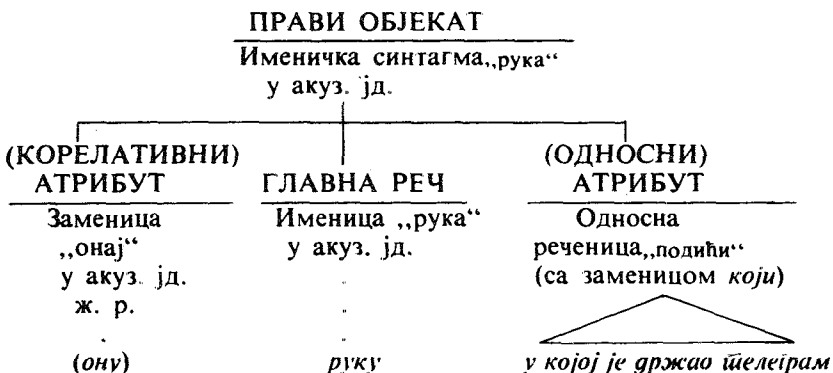 ПРАВИ ОБЈЕКАТ
Именичка синтагма„рука“
у акуз. јд.
(КОРЕЛАТИВНИ)
АТРИБУТ
Заменица
„онај“
у акуз. јд.
ж. р.
(ону)
ГЛАВНА РЕЧ
Именица „рука“
у акуз. јд.
руку
(ОДНОСНИ)
АТРИБУТ
Односна
реченица„подићи“
(са заменицом који)
у којој је држао телеграм